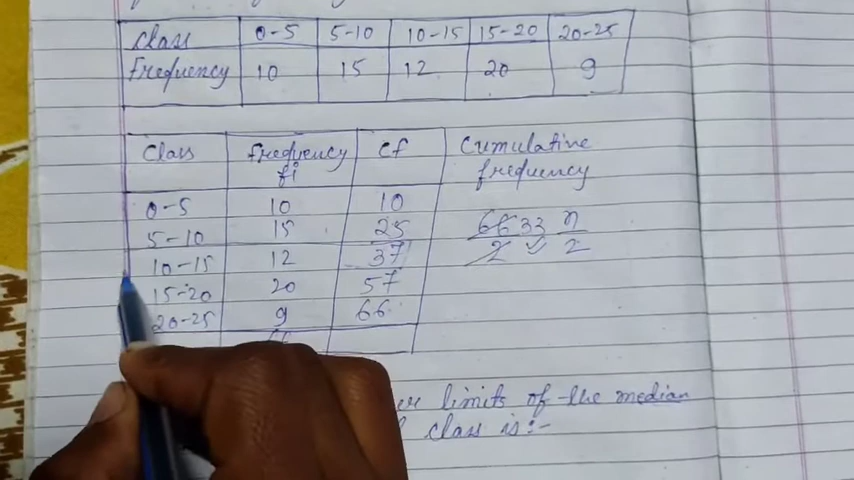 Class 0-5 5-10 10-15 15-20 20-25
Frequency 10 15 12 20 9
Class Frequency fi Cf Cumulative frequency
0-5 10 10
5-10 15 25
10-15 12 37
15-20 20 57
20-25 9 66
66 33 n
2 2
limits of the median
class is:-